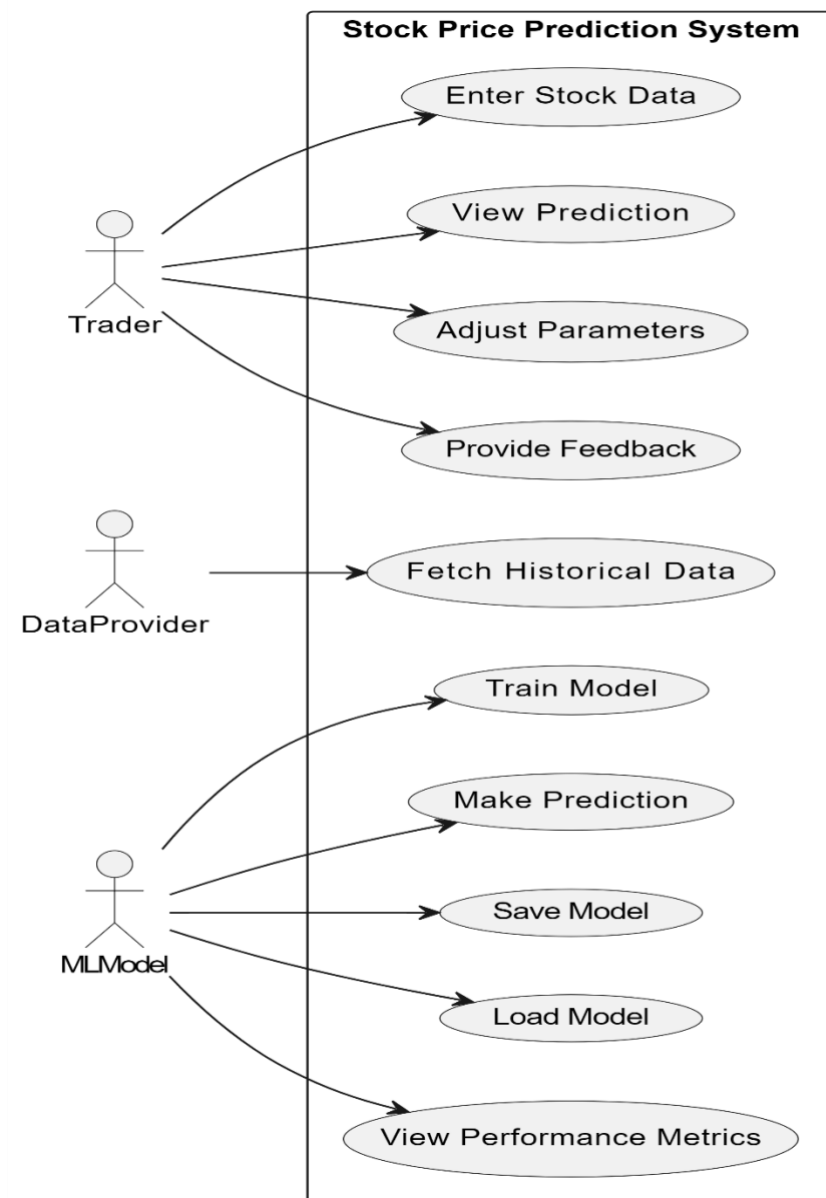 Stock Price Prediction System
Enter Stock Data
View Prediction
Adjust Parameters
Trader
Provide Feedback
Fetch Historical Data
DataProvider
Train Model
Make Prediction
Save Model
MLModel
Load Model
View Performance Metrics